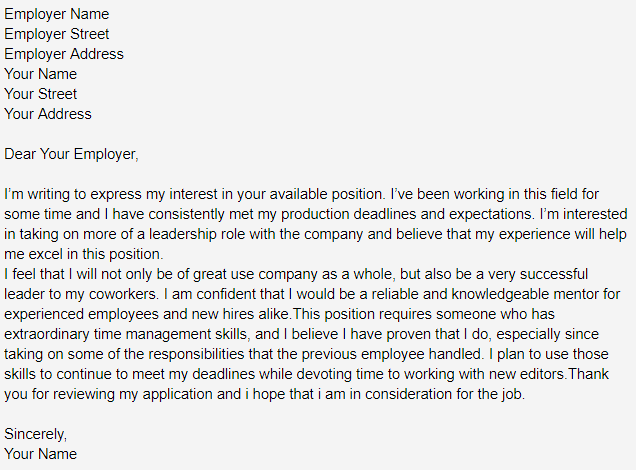 Employer Name
Employer Street
Employer Address
Your Name
Your Street
Your Address
Dear Your Employer,
I’m writing to express my interest in your available position. I’ve been working in this field for
some time and I have consistently met my production deadlines and expectations. I’m interested
in taking on more of a leadership role with the company and believe that my experience will help
me excel in this position.
I feel that I will not only be of great use company as a whole, but also be a very successful
leader to my coworkers. I am confident that I would be a reliable and knowledgeable mentor for
experienced employees and new hires alike.This position requires someone who has
extraordinary time management skills, and I believe I have proven that I do, especially since
taking on some of the responsibilities that the previous employee handled. I plan to use those
skills to continue to meet my deadlines while devoting time to working with new editors.Thank
you for reviewing my application and i hope that i am in consideration for the job.
Sincerely,
Your Name